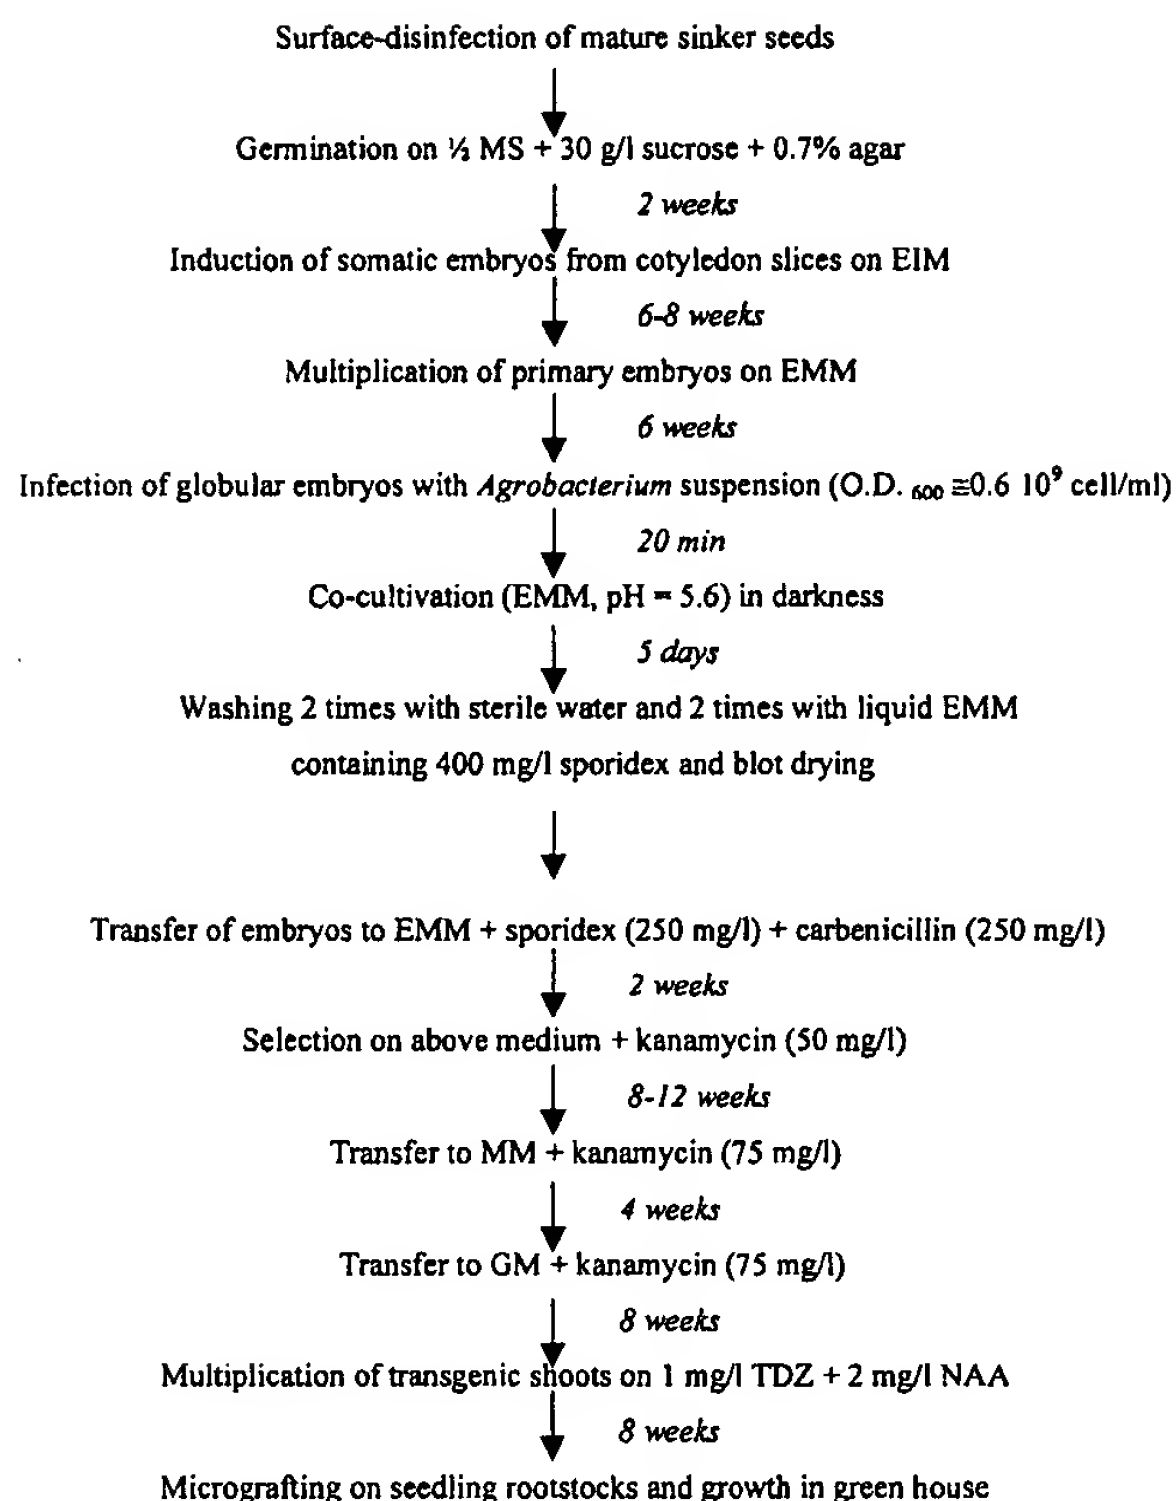 Surface-disinfection of mature sinker seeds
Germination on ½ MS + 30 g/l sucrose + 0.7% agar
2 weeks
Induction of somatic embryos from cotyledon slices on EIM
6-8 weeks
Multiplication of primary embryos on EMM
6 weeks
Infection of globular embryos with Agrobacterium suspension (O.D. 600 ≅0.6 10⁹ cell/ml)
20 min
Co-cultivation (EMM, pH = 5.6) in darkness
5 days
Washing 2 times with sterile water and 2 times with liquid EMM
containing 400 mg/l sporidex and blot drying
Transfer of embryos to EMM + sporidex (250 mg/l) + carbenicillin (250 mg/l)
2 weeks
Selection on above medium + kanamycin (50 mg/l)
8-12 weeks
Transfer to MM + kanamycin (75 mg/l)
4 weeks
Transfer to GM + kanamycin (75 mg/l)
8 weeks
Multiplication of transgenic shoots on 1 mg/l TDZ + 2 mg/l NAA
8 weeks
Micrografting on seedling rootstocks and growth in green house